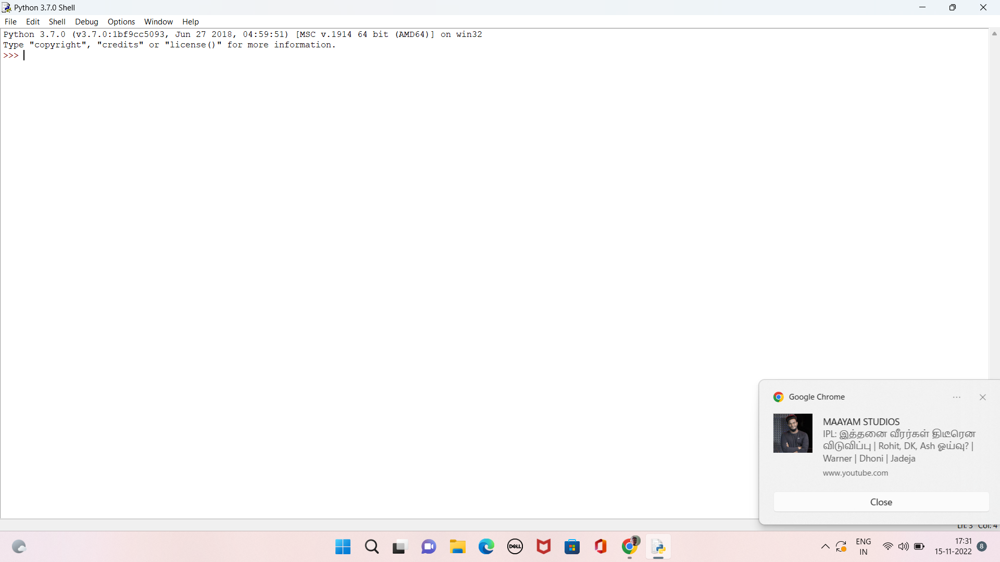 Python 3.7.0 Shell
File Edit Shell Debug Options Window Help
Python 3.7.0 (v3.7.0:1bf9cc5093, Jun 27 2018, 04:59:51) [MSC v.1914 64 bit (AMD64)] on win32
Type "copyright", "credits" or "license()" for more information.
>>>
Google Chrome
MAAYAM STUDIOS
IPL: இத்தனை வீரர்கள் திடீரென
விடுவிப்பு | Rohit, DK, Ash ஓய்வு? |
Warner | Dhoni | Jadeja
www.youtube.com
Close
Ln: 3 Col: 4
DELL
ENG
IN
17:31
15-11-2022
8